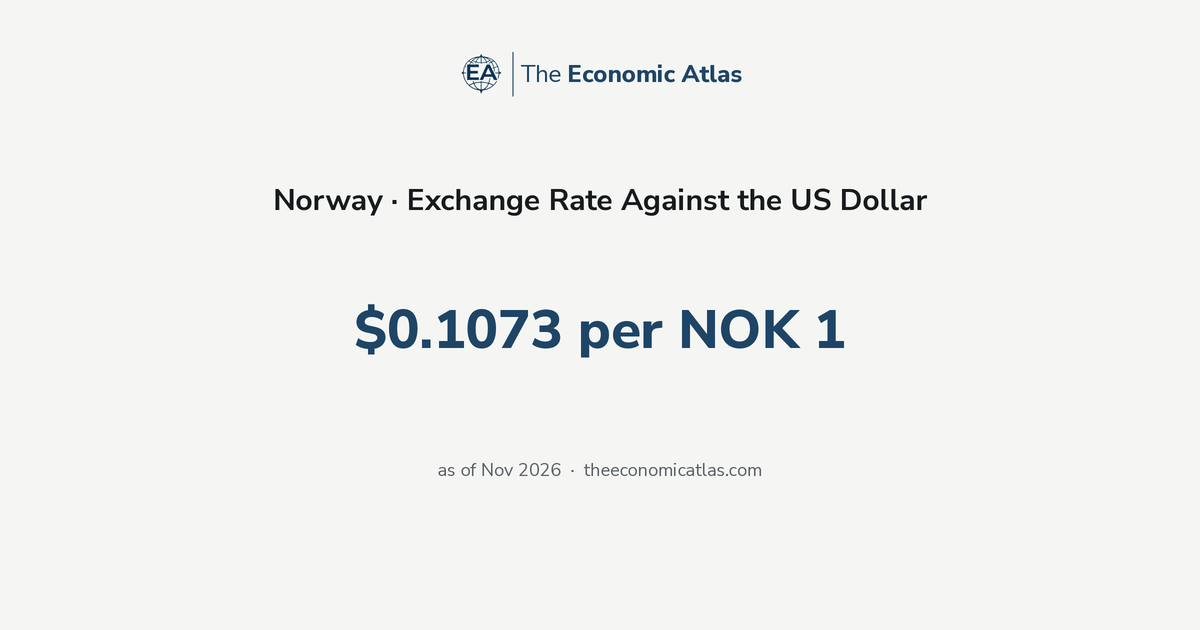 EA The Economic Atlas
Norway · Exchange Rate Against the US Dollar
$0.1073 per NOK 1
as of Nov 2026 · theeconomicatlas.com